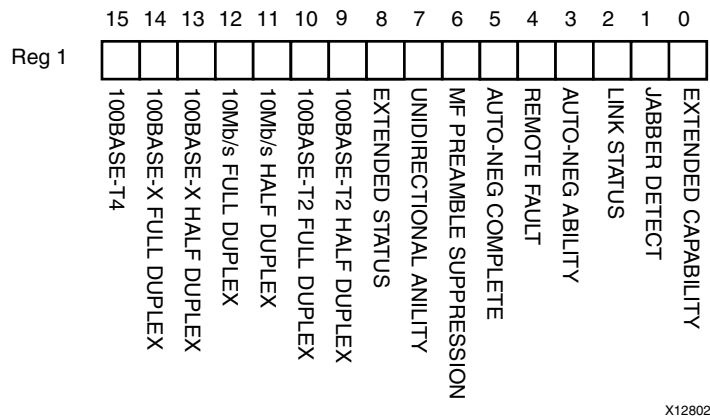 15 14 13 12 11 10 9 8 7 6 5 4 3 2 1 0
Reg 1
100BASE-T4
100BASE-X FULL DUPLEX
100BASE-X HALF DUPLEX
10Mb/s FULL DUPLEX
10Mb/s HALF DUPLEX
100BASE-T2 FULL DUPLEX
100BASE-T2 HALF DUPLEX
EXTENDED STATUS
UNIDIRECTIONAL ANILITY
MF PREAMBLE SUPPRESSION
AUTO-NEG COMPLETE
REMOTE FAULT
AUTO-NEG ABILITY
LINK STATUS
JABBER DETECT
EXTENDED CAPABILITY
X12802